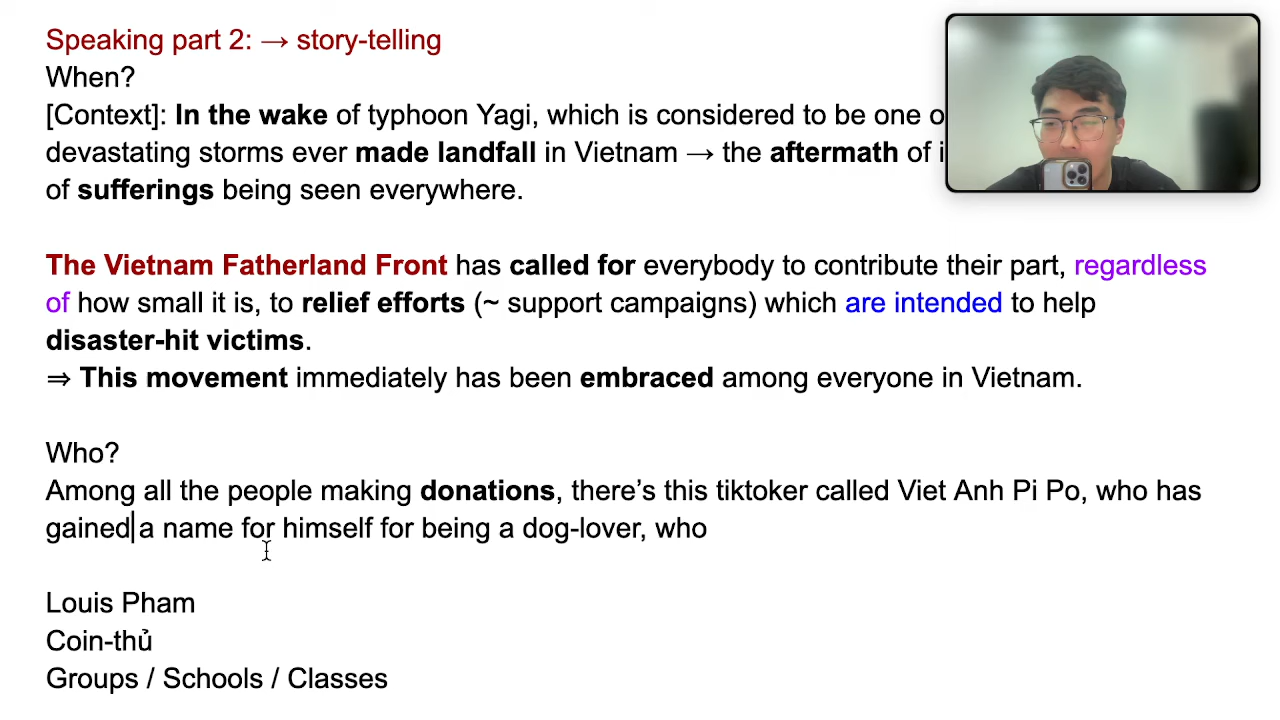 Speaking part 2: → story-telling
When?
[Context]: In the wake of typhoon Yagi, which is considered to be one
devastating storms ever made landfall in Vietnam → the aftermath of
of sufferings being seen everywhere.
The Vietnam Fatherland Front has called for everybody to contribute their part, regardless
of how small it is, to relief efforts (~ support campaigns) which are intended to help
disaster-hit victims.
⇒ This movement immediately has been embraced among everyone in Vietnam.
Who?
Among all the people making donations, there’s this tiktoker called Viet Anh Pi Po, who has
gained a name for himself for being a dog-lover, who
Louis Pham
Coin-thủ
Groups / Schools / Classes